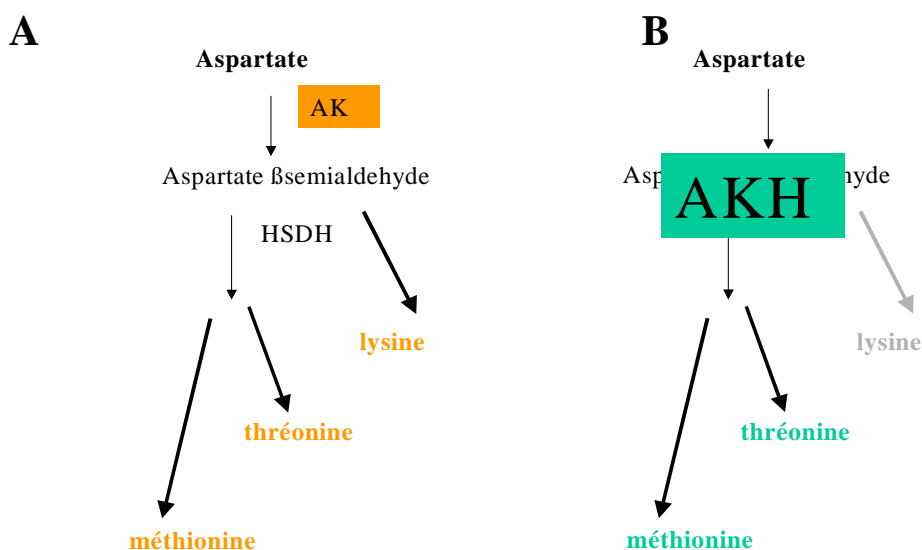 A
Aspartate
AK
Aspartate ßsemialdehyde
HSDH
lysine
thréonine
méthionine
B
Aspartate
AKH
lysine
thréonine
méthionine